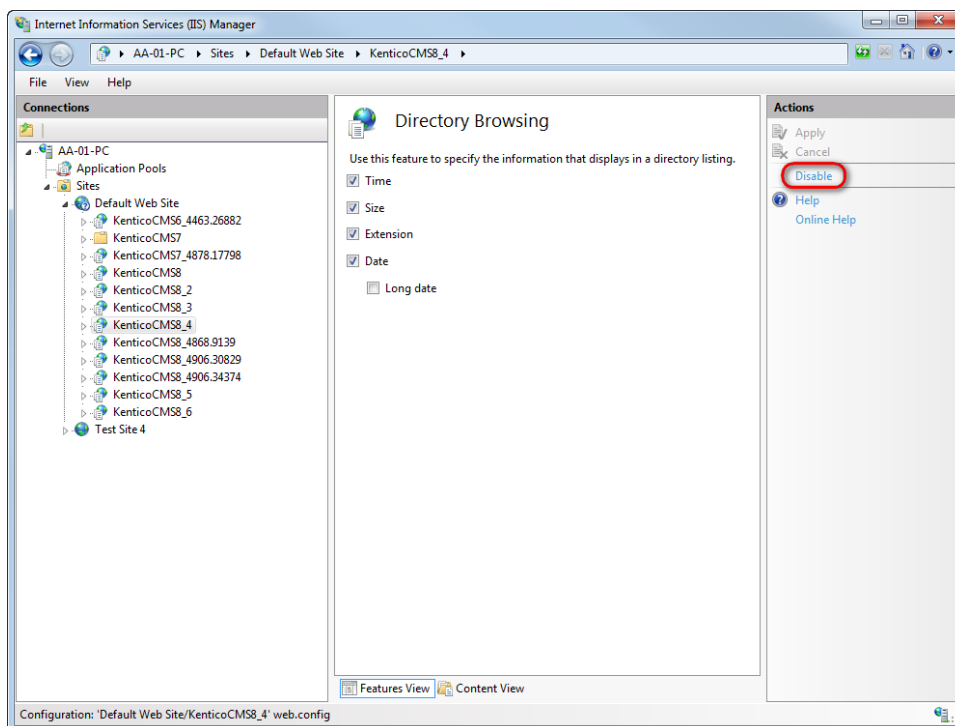 Internet Information Services (IIS) Manager
AA-01-PC Sites Default Web Site KenticoCMS8_4
File View Help
Connections
AA-01-PC
Application Pools
Sites
Default Web Site
KenticoCMS6_4463.26882
KenticoCMS7
KenticoCMS7_4878.17798
KenticoCMS8
KenticoCMS8_2
KenticoCMS8_3
KenticoCMS8_4
KenticoCMS8_4868.9139
KenticoCMS8_4906.30829
KenticoCMS8_4906.34374
KenticoCMS8_5
KenticoCMS8_6
Test Site 4
Directory Browsing
Use this feature to specify the information that displays in a directory listing.
Time
Size
Extension
Date
Long date
Features View Content View
Actions
Apply
Cancel
Disable
Help
Online Help
Configuration: 'Default Web Site/KenticoCMS8_4' web.config